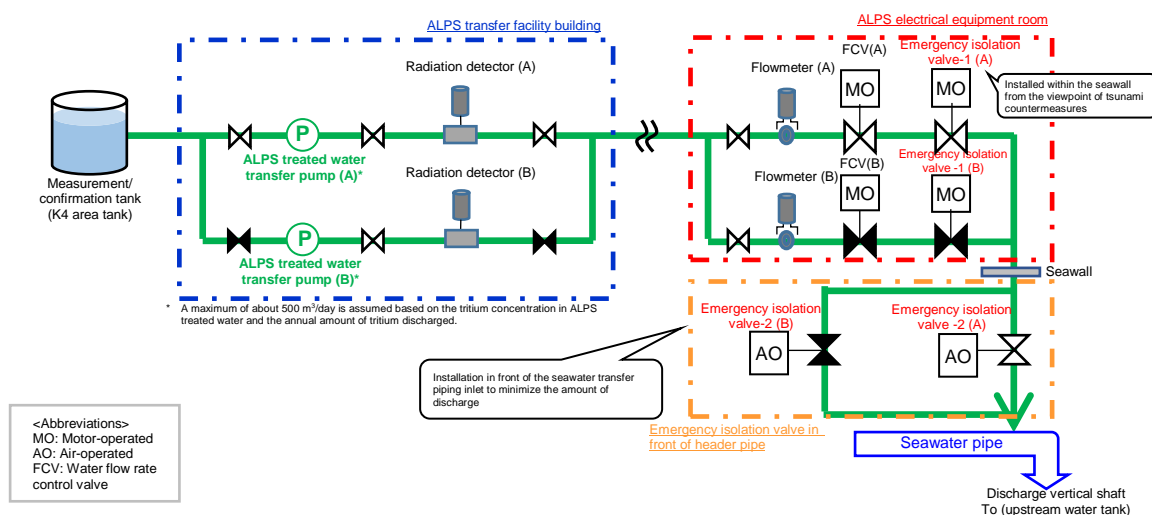 ALPS transfer facility building
ALPS electrical equipment room
Radiation detector (A)
FCV(A)
Emergency isolation
valve-1 (A)
Flowmeter (A)
MO
MO
Installed within the seawall
from the viewpoint of tsunami
countermeasures
P
ALPS treated water
transfer pump (A)*
Measurement/
confirmation tank
(K4 area tank)
Radiation detector (B)
FCV(B)
Emergency isolation
valve -1 (B)
Flowmeter (B)
MO
MO
P
ALPS treated water
transfer pump (B)*
Seawall
* A maximum of about 500 m³/day is assumed based on the tritium concentration in ALPS
treated water and the annual amount of tritium discharged.
Emergency isolation
valve-2 (B)
Emergency isolation
valve -2 (A)
AO
AO
Installation in front of the seawater transfer
piping inlet to minimize the amount of
discharge
Emergency isolation valve in
front of header pipe
<Abbreviations>
MO: Motor-operated
AO: Air-operated
FCV: Water flow rate
control valve
Seawater pipe
Discharge vertical shaft
To (upstream water tank)